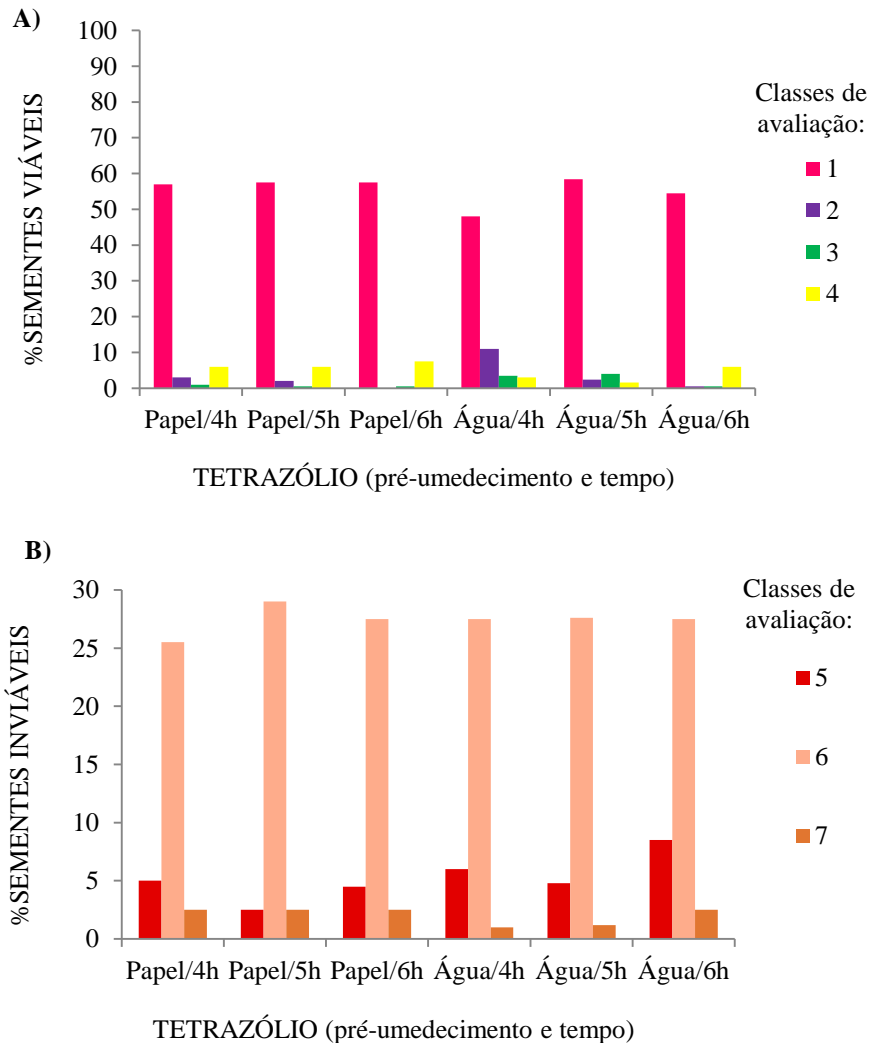 A)
%SEMENTES VIÁVEIS
100
90
80
70
60
50
40
30
20
10
0
Papel/4h Papel/5h Papel/6h Água/4h Água/5h Água/6h
TETRAZÓLIO (pré-umedecimento e tempo)
Classes de
avaliação:
1
2
3
4
B)
%SEMENTES INVIÁVEIS
30
25
20
15
10
5
0
Papel/4h Papel/5h Papel/6h Água/4h Água/5h Água/6h
TETRAZÓLIO (pré-umedecimento e tempo)
Classes de
avaliação:
5
6
7